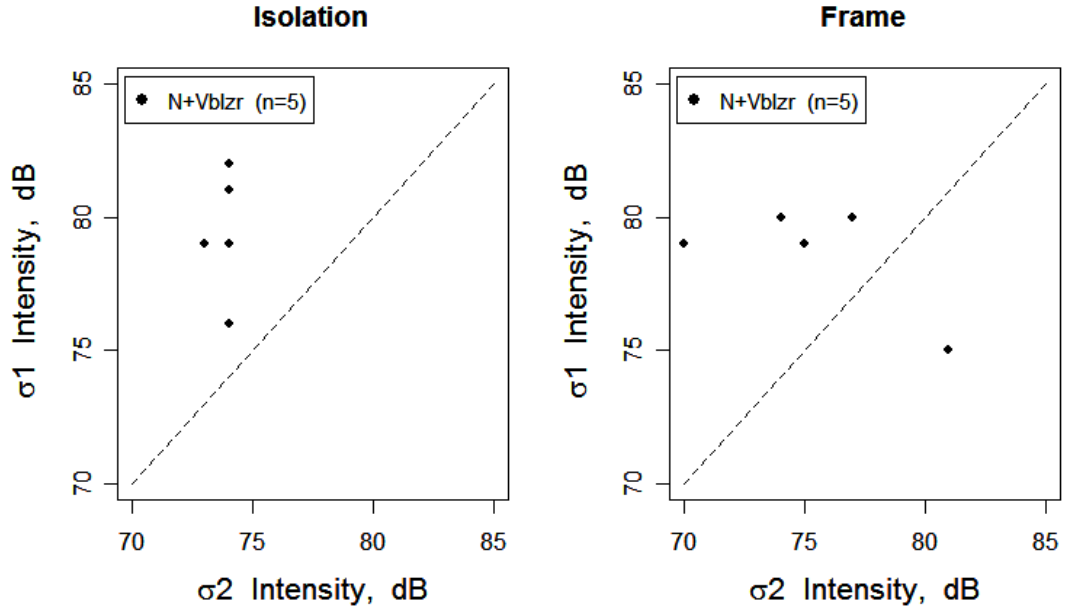 Isolation
N+Vblzr (n=5)
85
80
75
70
σ1 Intensity, dB
70 75 80 85
σ2 Intensity, dB
Frame
N+Vblzr (n=5)
85
80
75
70
σ1 Intensity, dB
70 75 80 85
σ2 Intensity, dB